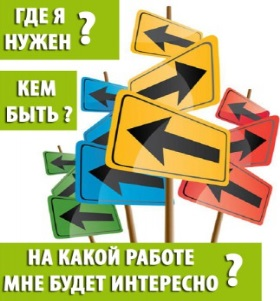 ГДЕ Я
НУЖЕН ?
КЕМ
БЫТЬ ?
НА КАКОЙ РАБОТЕ
МНЕ БУДЕТ ИНТЕРЕСНО ?